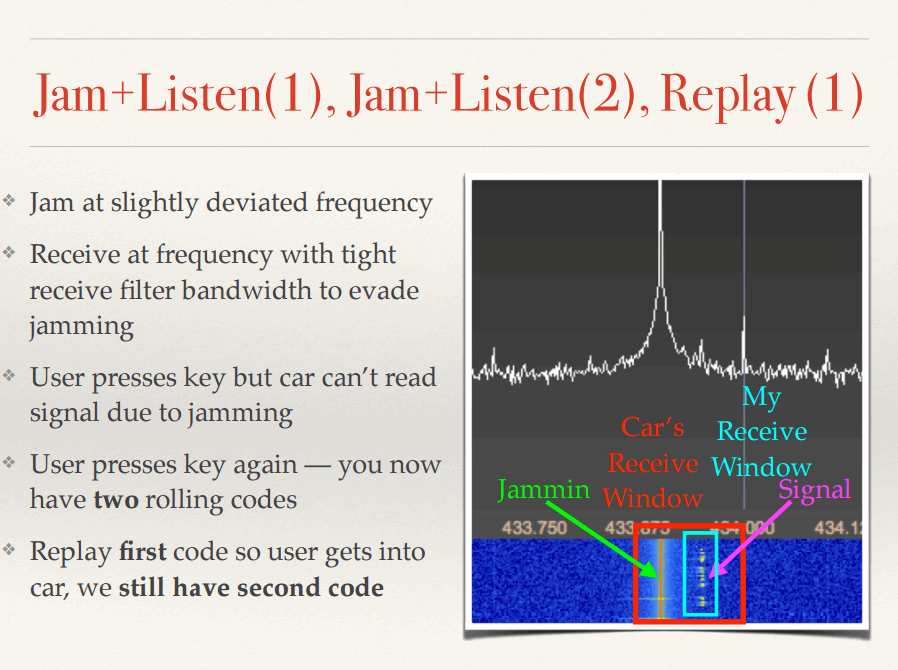 Jam+Listen(1), Jam+Listen(2), Replay (1)
Jam at slightly deviated frequency
Receive at frequency with tight
receive filter bandwidth to evade
jamming
User presses key but car can't read
signal due to jamming
User presses key again — you now
have two rolling codes
Replay first code so user gets into
car, we still have second code
My
Receive
Window
Car's
Receive
Window
Jammin
Signal
433.750 433.875 434.000 434.12